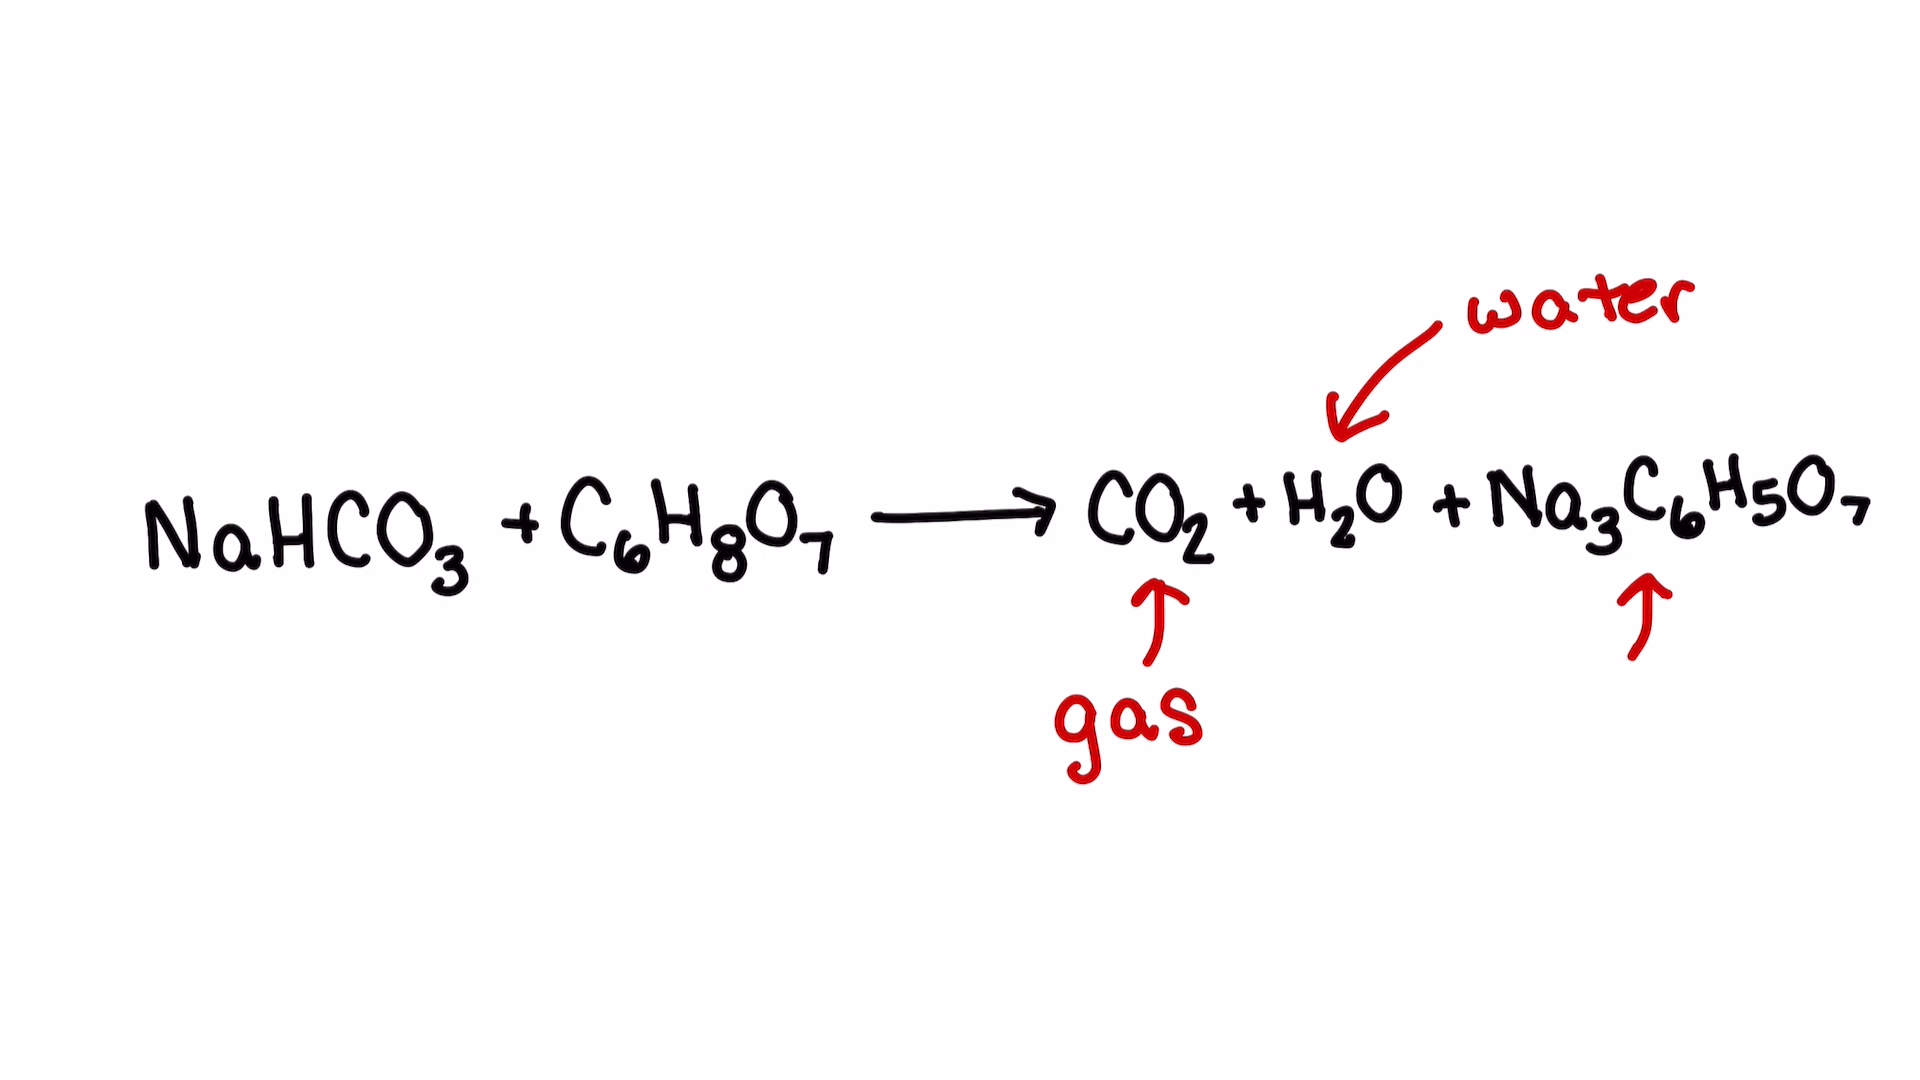 water
NaHCO₃ + C₆H₈O₇ → CO₂ + H₂O + Na₃C₆H₅O₇
gas